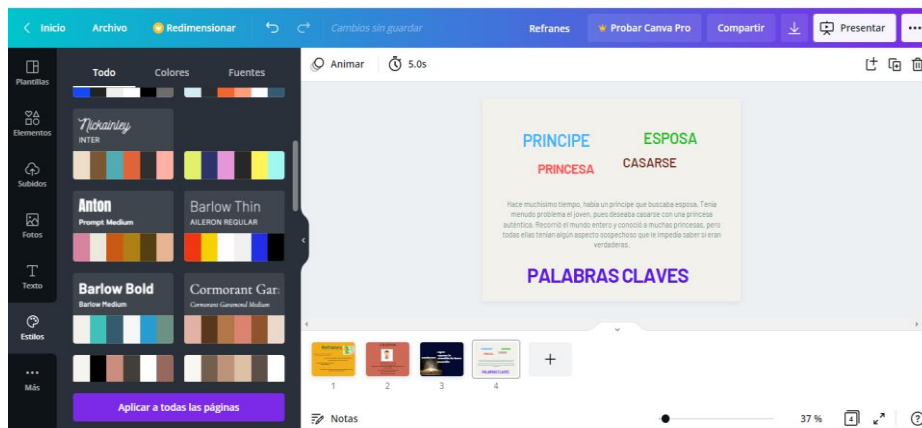 Inicio Archivo Redimensionar Cambios sin guardar Refranes Probar Canva Pro Compartir Presentar
Plantillas
Elementos
Subidos
Fotos
Texto
Estilos
Más
Todo Colores Fuentes
Nickainley
INTER
Anton
Prompt Medium
Barlow Thin
AILERON REGULAR
Barlow Bold
Barlow Medium
Cormorant Gar
Cormorant Garamond Medium
Aplicar a todas las páginas
Animar 5.0s
PRINCIPE ESPOSA
PRINCESA CASARSE
Hace muchísimo tiempo, había un príncipe que buscaba esposa. Tenía
menudo problema el joven, pues deseaba casarse con una princesa
auténtica. Recorrió el mundo entero y conoció a muchas princesas, pero
todas ellas tenían algún aspecto sospechoso que le impedía saber si eran
verdaderas.
PALABRAS CLAVES
PALABRAS CLAVES
1 2 3 4
Notas 37 % 4